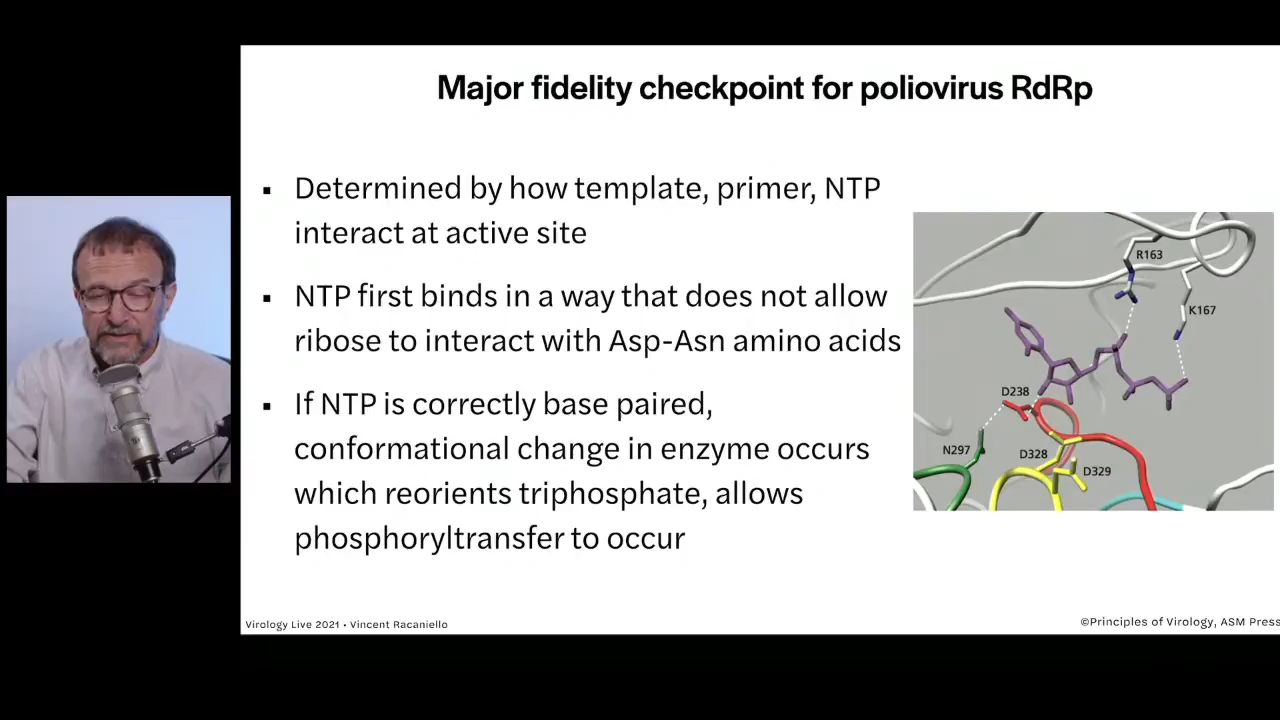 Major fidelity checkpoint for poliovirus RdRp
▪ Determined by how template, primer, NTP
interact at active site
▪ NTP first binds in a way that does not allow
ribose to interact with Asp-Asn amino acids
▪ If NTP is correctly base paired,
conformational change in enzyme occurs
which reorients triphosphate, allows
phosphoryltransfer to occur
R163
K167
D238
N297
D328
D329
Virology Live 2021 • Vincent Racaniello
©Principles of Virology, ASM Press